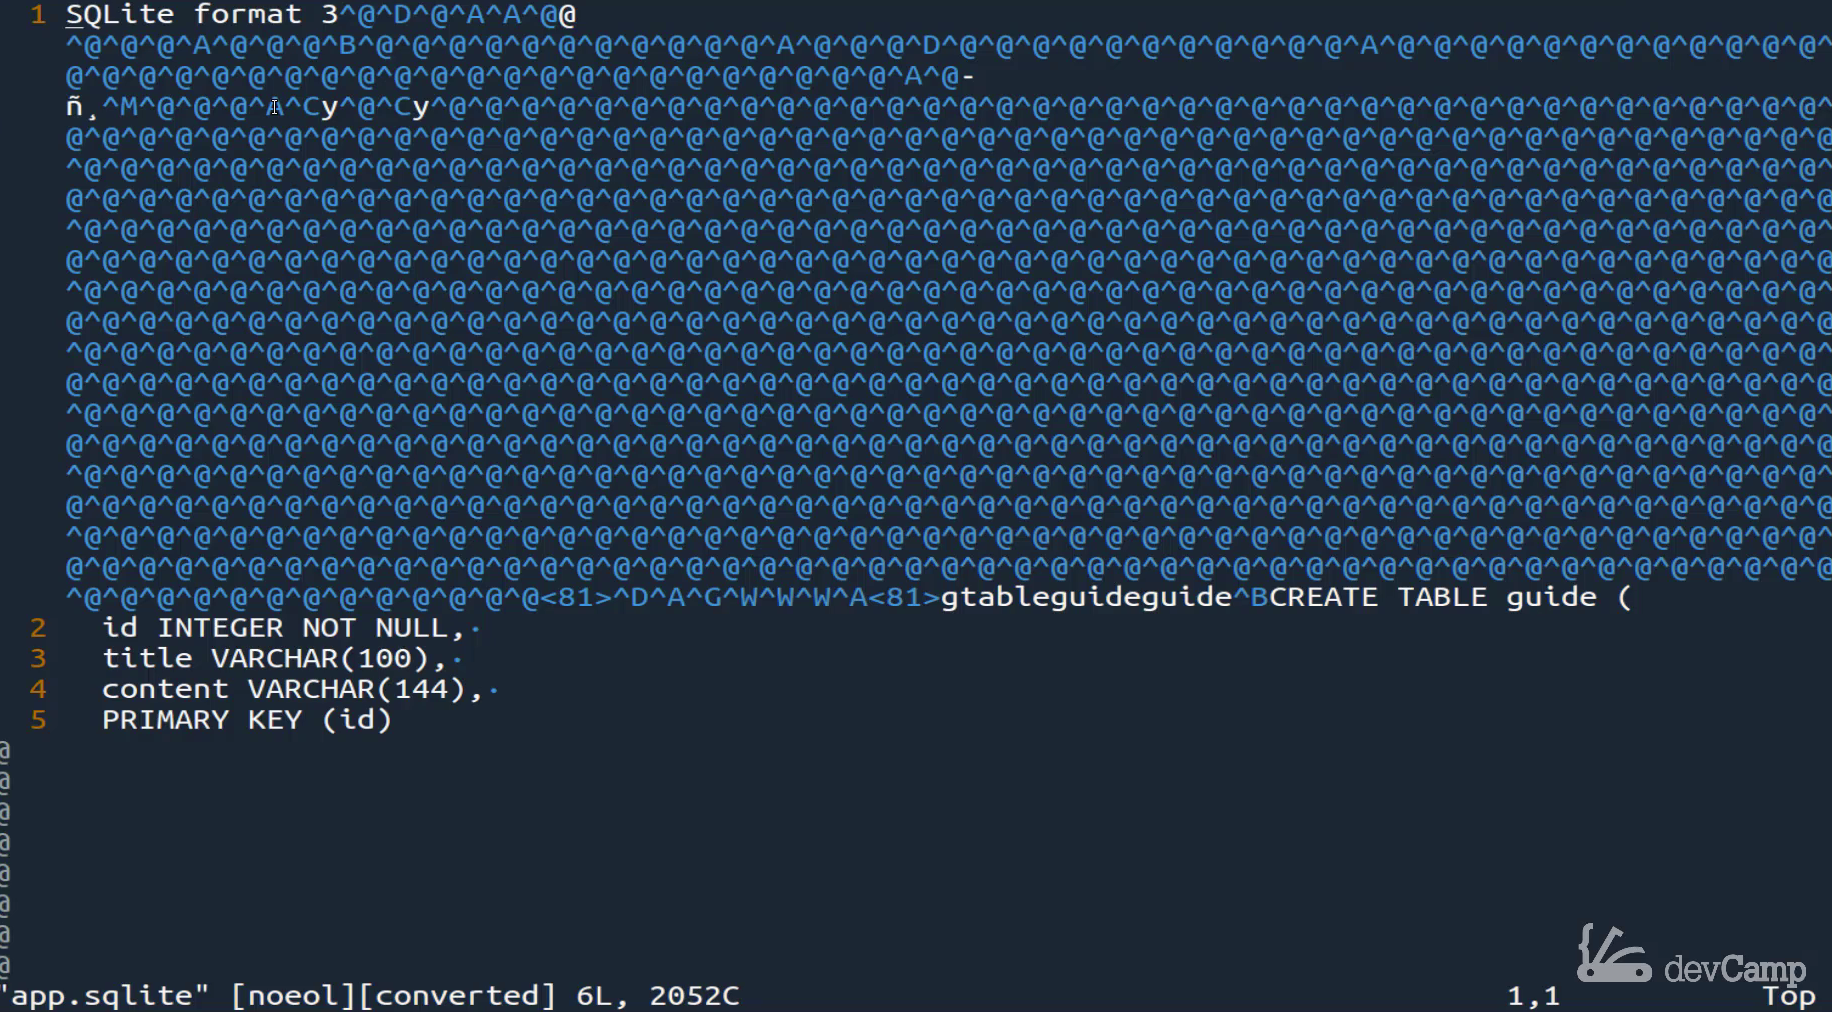 1 SQLite format 3^@^D^@^A^A^@@
^@^@^@^A^@^@^@^B^@^@^@^@^@^@^@^@^@^@^@^A^@^@^@^D^@^@^@^@^@^@^@^@^@^@^@^A^@^@^@^@^@^@^@^@^@^@^@^@^
@^@^@^@^@^@^@^@^@^@^@^@^@^@^@^@^@^@^@^@^@^@^@^A^@-
ñ¸^M^@^@^@^A^Cy^@^Cy^@^@^@^@^@^@^@^@^@^@^@^@^@^@^@^@^@^@^@^@^@^@^@^@^@^@^@^@^@^@^@^@^@^@^@^@^@^@
^@^@^@^@^@^@^@^@^@^@^@^@^@<81>^D^A^G^W^W^W^A<81>gtableguideguide^BCREATE TABLE guide (
2 id INTEGER NOT NULL,
3 title VARCHAR(100),
4 content VARCHAR(144),
5 PRIMARY KEY (id)
@
@
@
@
@
@
@
@
devCamp
"app.sqlite" [noeol][converted] 6L, 2052C 1,1 Top